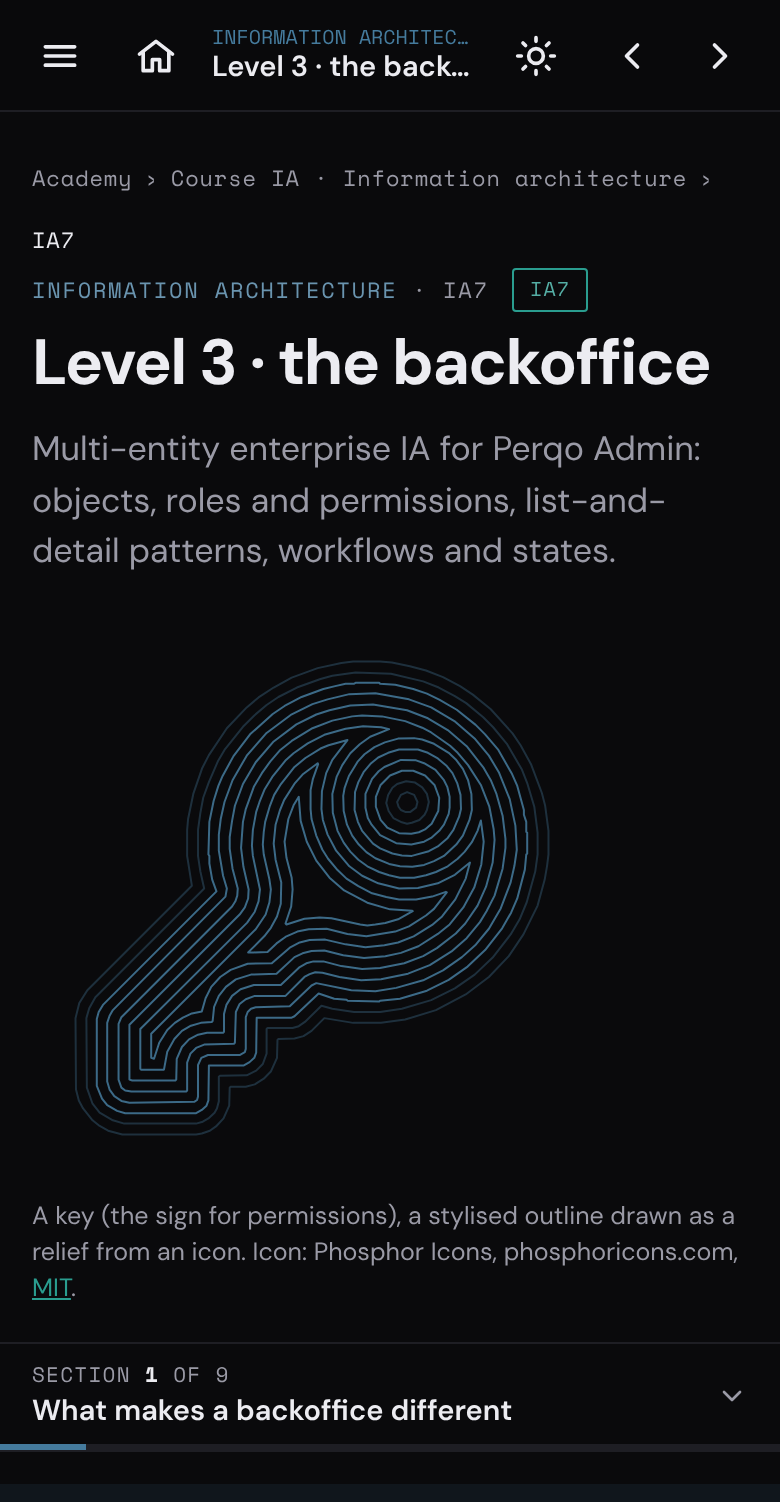 INFORMATION ARCHITEC…
Level 3 · the back…
Academy › Course IA · Information architecture ›
IA7
INFORMATION ARCHITECTURE · IA7 IA7
Level 3 · the backoffice
Multi-entity enterprise IA for Perqo Admin:
objects, roles and permissions, list-and-
detail patterns, workflows and states.
A key (the sign for permissions), a stylised outline drawn as a
relief from an icon. Icon: Phosphor Icons, phosphoricons.com,
MIT.
SECTION 1 OF 9
What makes a backoffice different